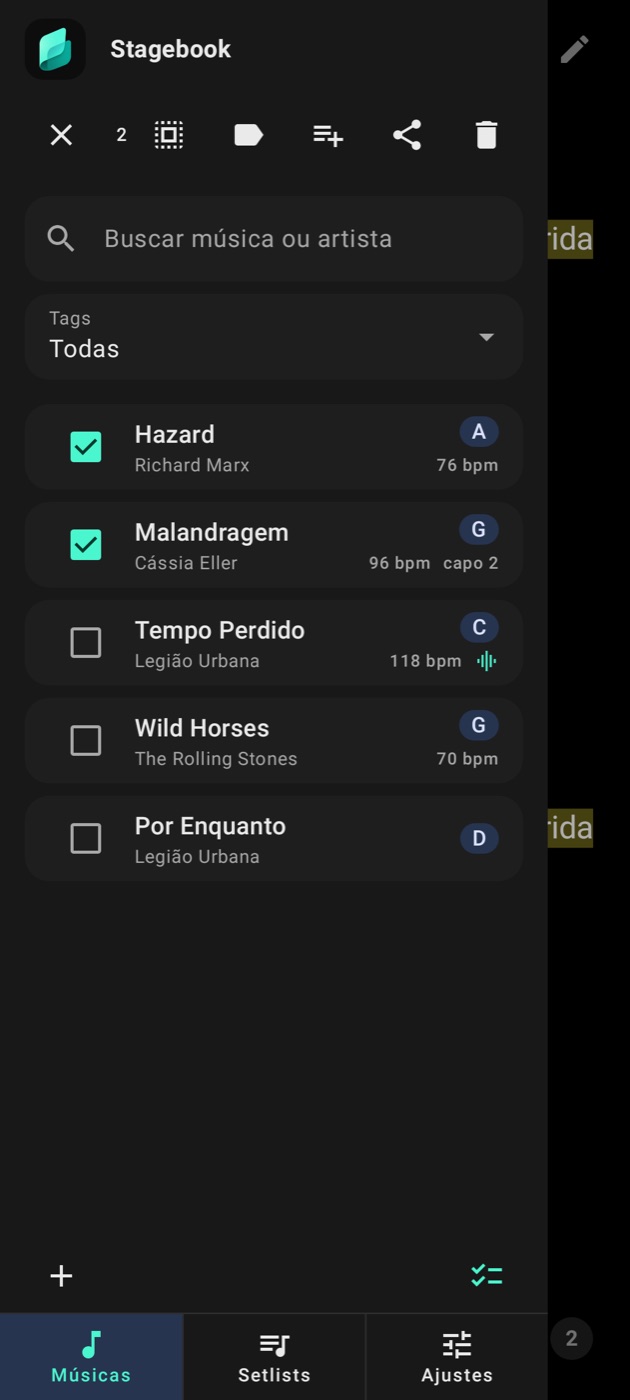 Stagebook
2
Buscar música ou artista
Tags
Todas
Hazard
A
Richard Marx
76 bpm
Malandragem
G
Cássia Eller
96 bpm capo 2
Tempo Perdido
C
Legião Urbana
118 bpm
Wild Horses
G
The Rolling Stones
70 bpm
Por Enquanto
D
Legião Urbana
rida
rida
2
Músicas
Setlists
Ajustes